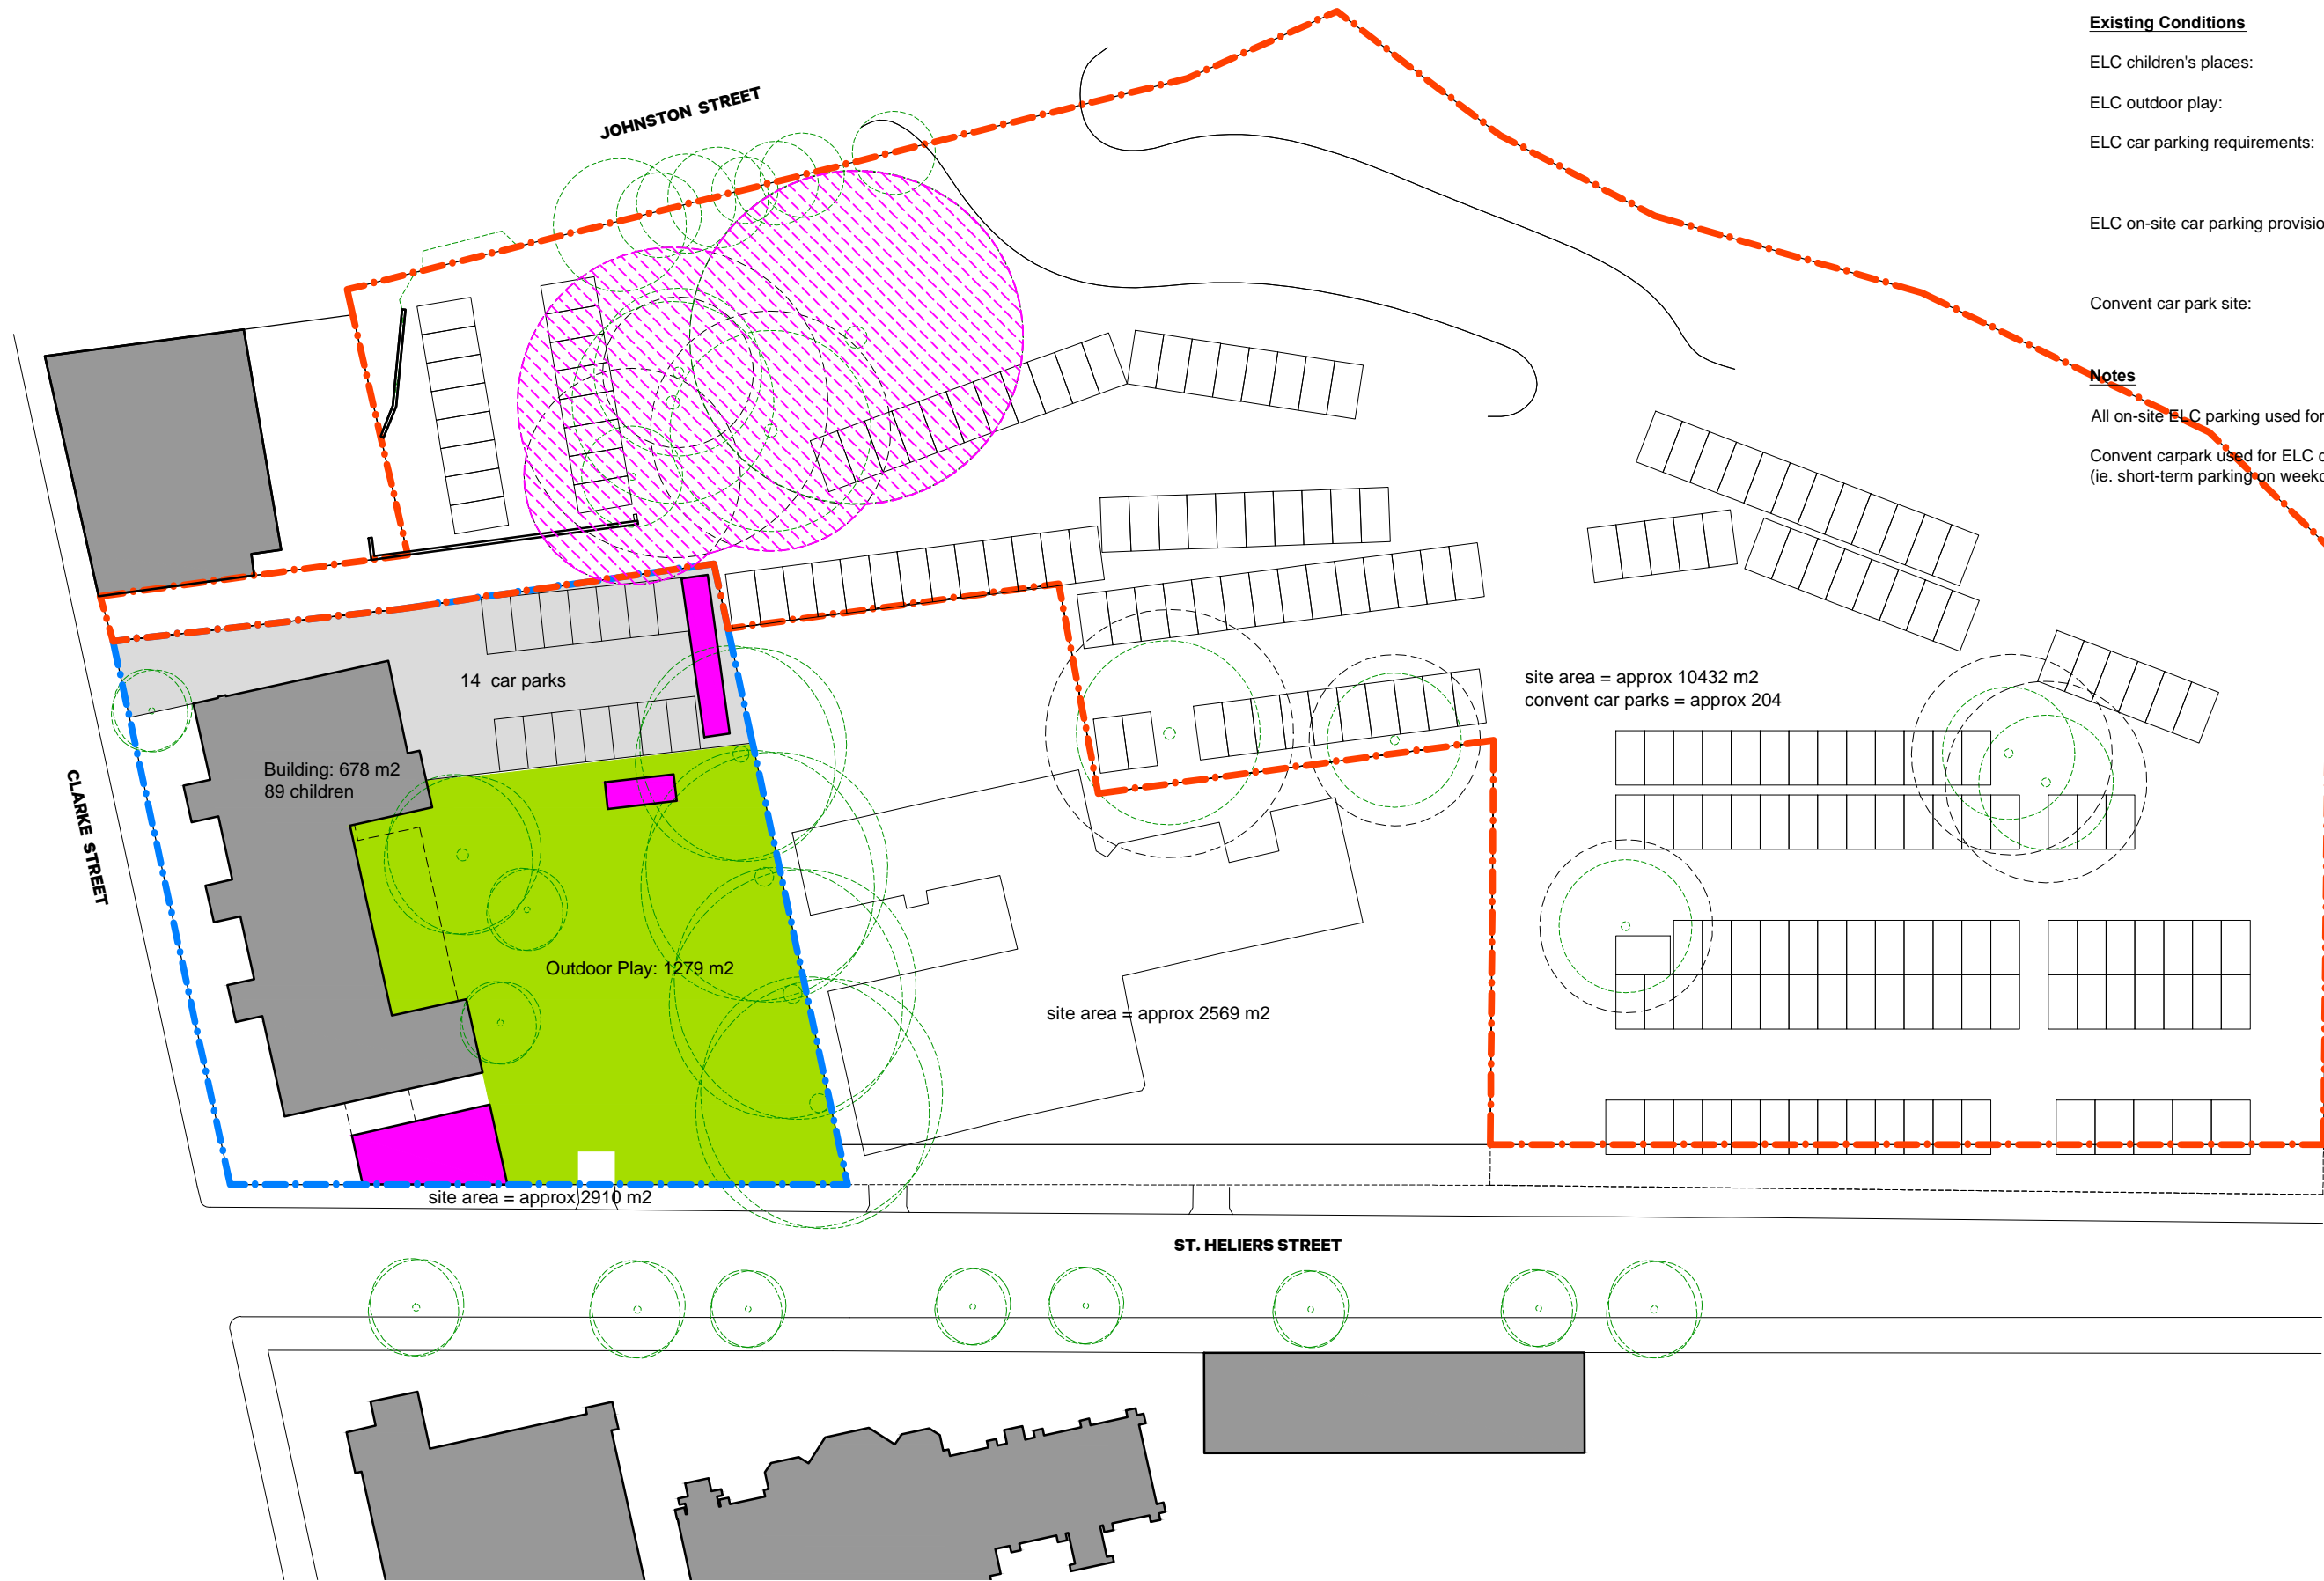 Existing Conditions
ELC children's places:
ELC outdoor play:
ELC car parking requirements:
ELC on-site car parking
Convent car park site:
Notes
All on-site ELC parking used for
Convent carpark used for ELC
(ie. short-term parking on
JOHNSTON STREET
14 car parks
site area = approx 10432 m2
convent car parks = approx 204
Building: 678 m2
89 children
CLARKE STREET
Outdoor Play: 1279 m2
site area = approx 2569 m2
site area = approx 2910 m2
ST. HELIERS STREET